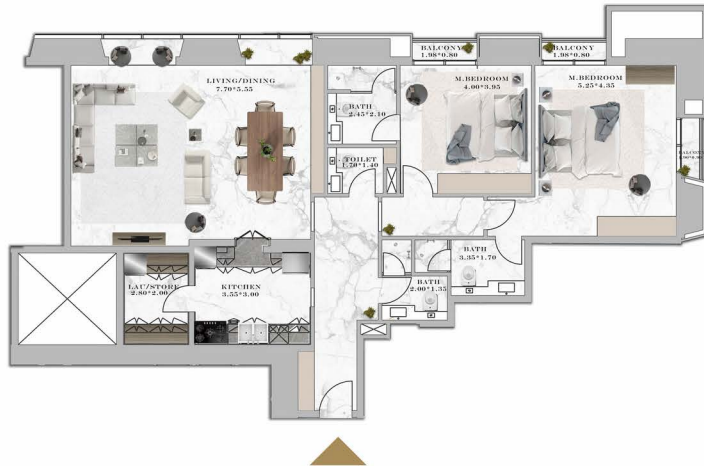 BALCONY
1.98*0.80
BALCONY
1.98*0.80
LIVING/DINING
7.70*5.55
M.BEDROOM
4.00*3.95
M.BEDROOM
5.25*4.35
BATH
2.45*2.10
TOILET
1.70*1.40
BALCONY
BATH
3.35*1.70
LAU/STORE
2.80*2.00
KITCHEN
3.55*3.00
BATH
2.00*1.35